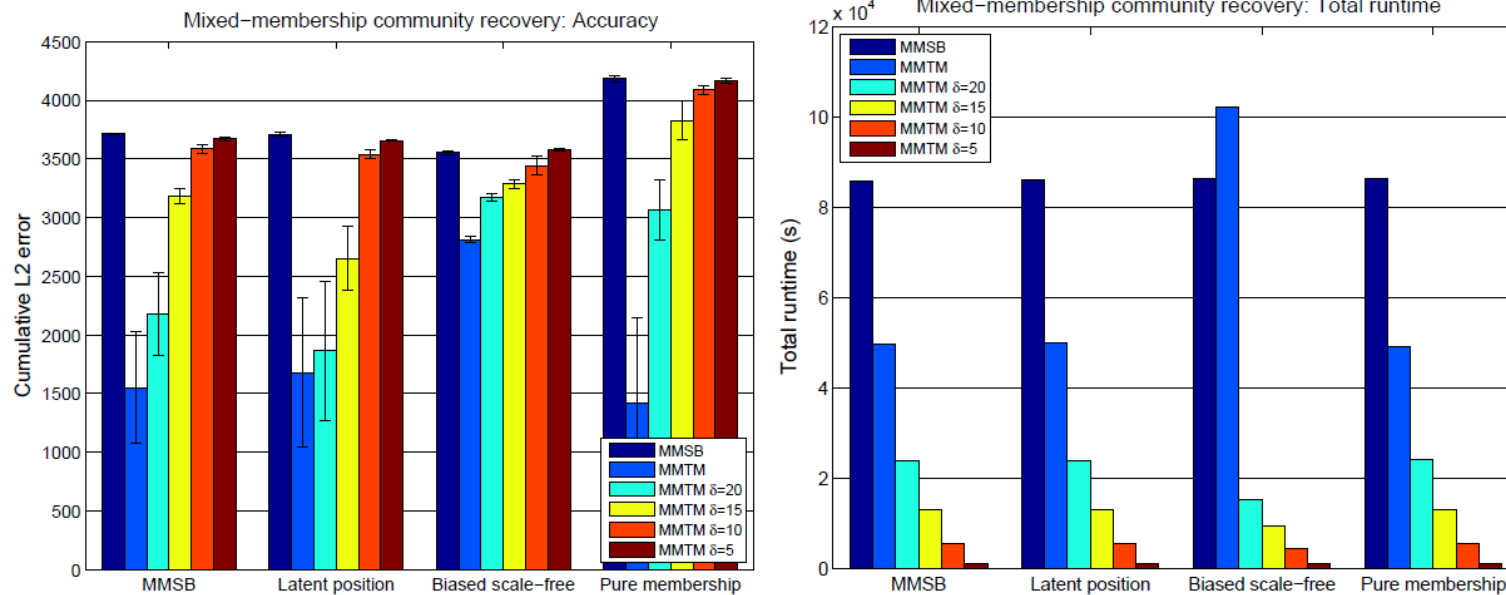 Mixed−membership community recovery: Accuracy
4500
4000
3500
3000
2500
2000
1500
1000
500
0
Cumulative L2 error
MMSB
MMTM
MMTM δ=20
MMTM δ=15
MMTM δ=10
MMTM δ=5
MMSB Latent position Biased scale−free Pure membership
Mixed−membership community recovery: Total runtime
x 10⁴
12
10
8
6
4
2
0
Total runtime (s)
MMSB
MMTM
MMTM δ=20
MMTM δ=15
MMTM δ=10
MMTM δ=5
MMSB Latent position Biased scale−free Pure membership